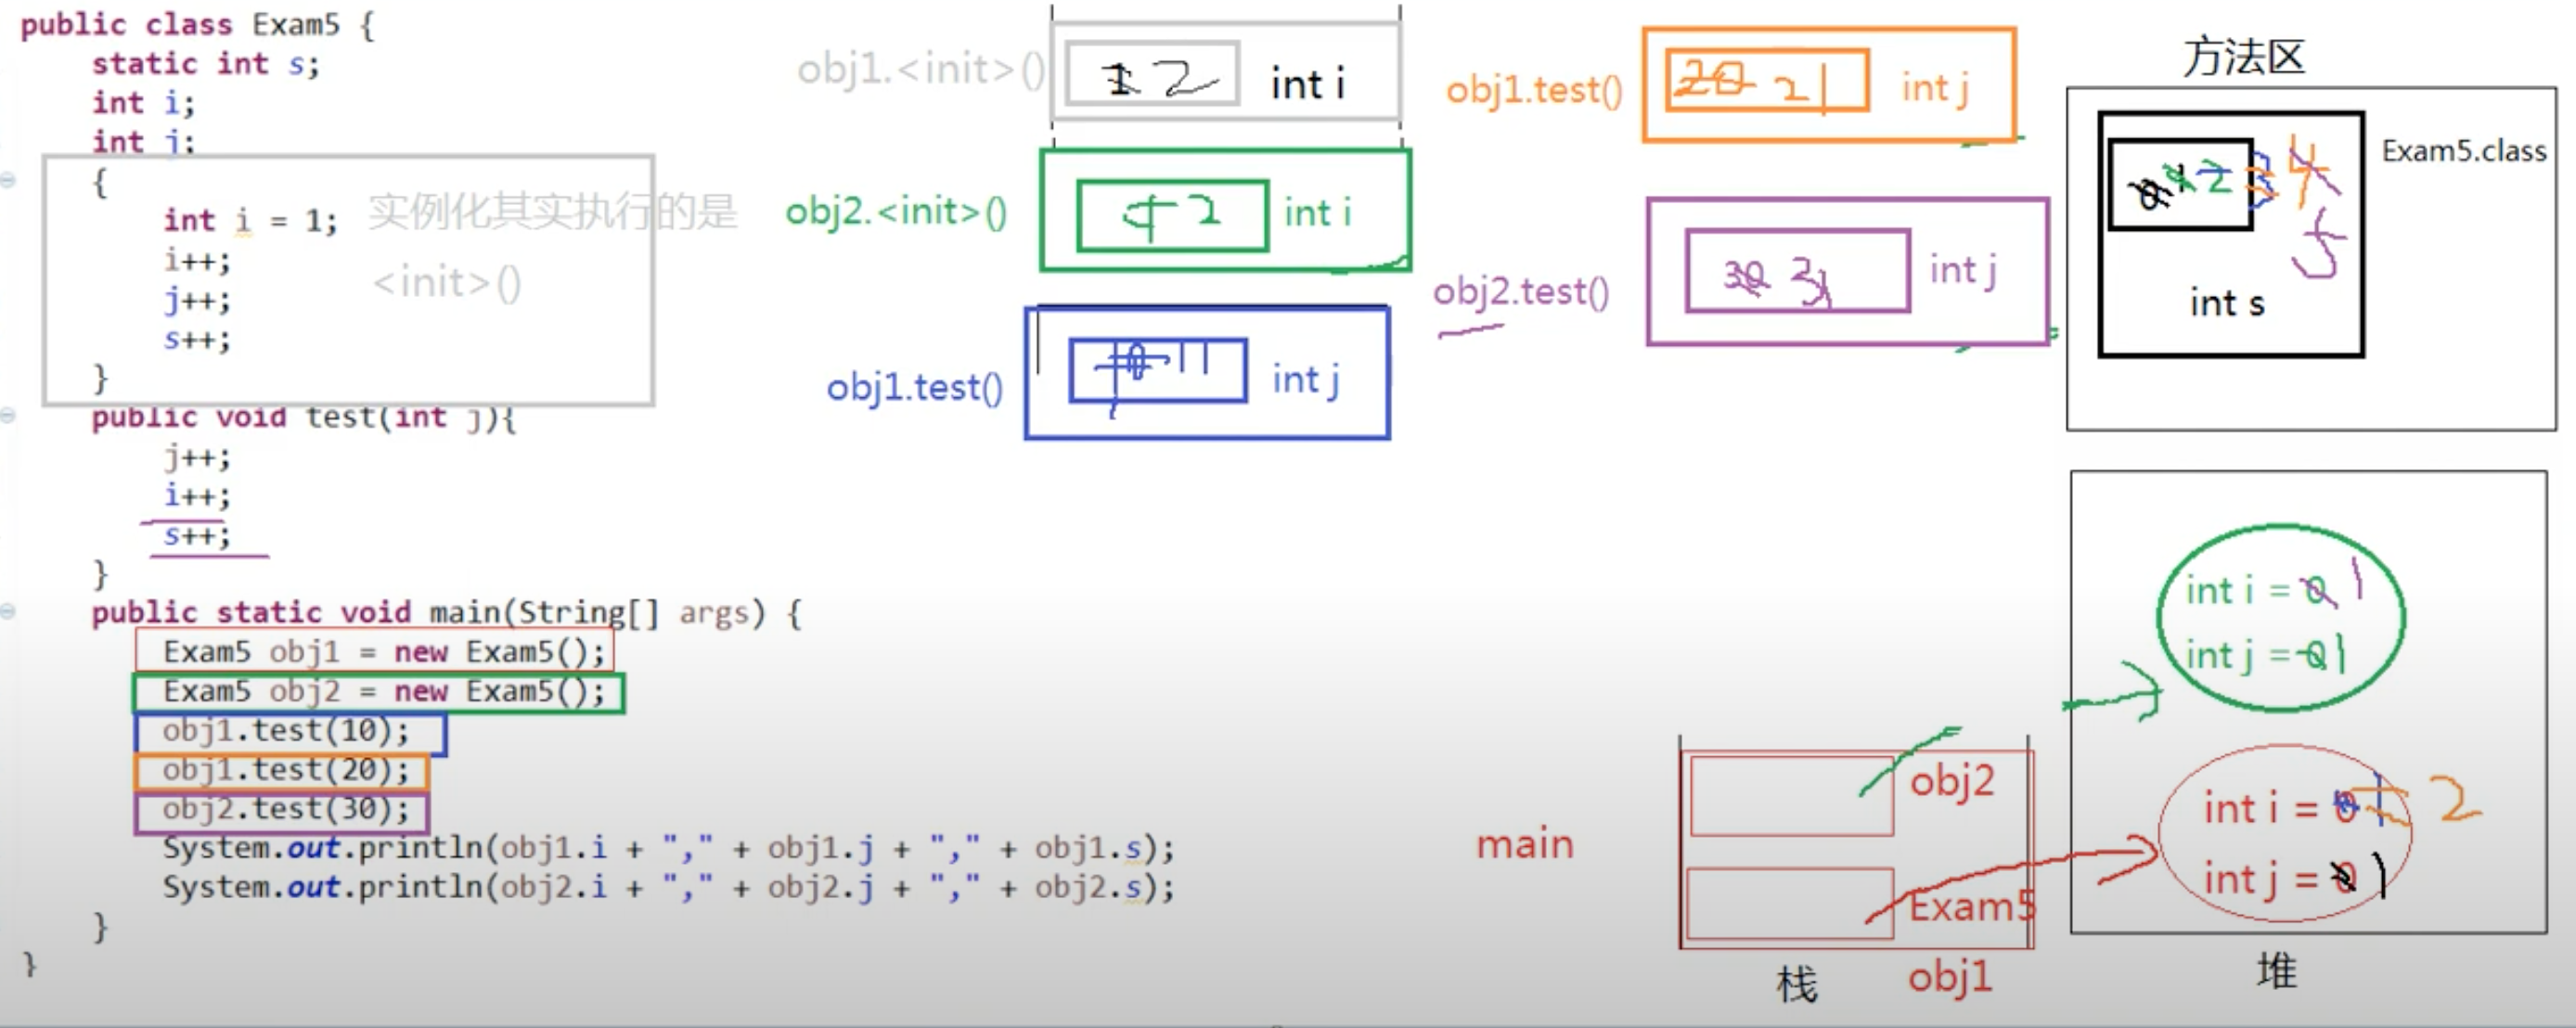 public class Exam5 {
static int s;
int i;
int j;
{
int i = 1;
i++;
j++;
s++;
}
实例化其实执行的是
<init>()
public void test(int j){
j++;
i++;
s++;
}
public static void main(String[] args) {
Exam5 obj1 = new Exam5();
Exam5 obj2 = new Exam5();
obj1.test(10);
obj1.test(20);
obj2.test(30);
System.out.println(obj1.i + "," + obj1.j + "," + obj1.s);
System.out.println(obj2.i + "," + obj2.j + "," + obj2.s);
}
}
obj1.<init>()
1 2
int i
obj2.<init>()
2
int i
obj1.test()
10 11
int j
obj1.test()
20 21
int j
obj2.test()
30 31
int j
方法区
Exam5.class
0 1 2 3 4
5
int s
int i = 0 1
int j = 0 1
int i = 0 1 2
int j = 0 1
堆
main
obj2
Exam5
obj1
栈